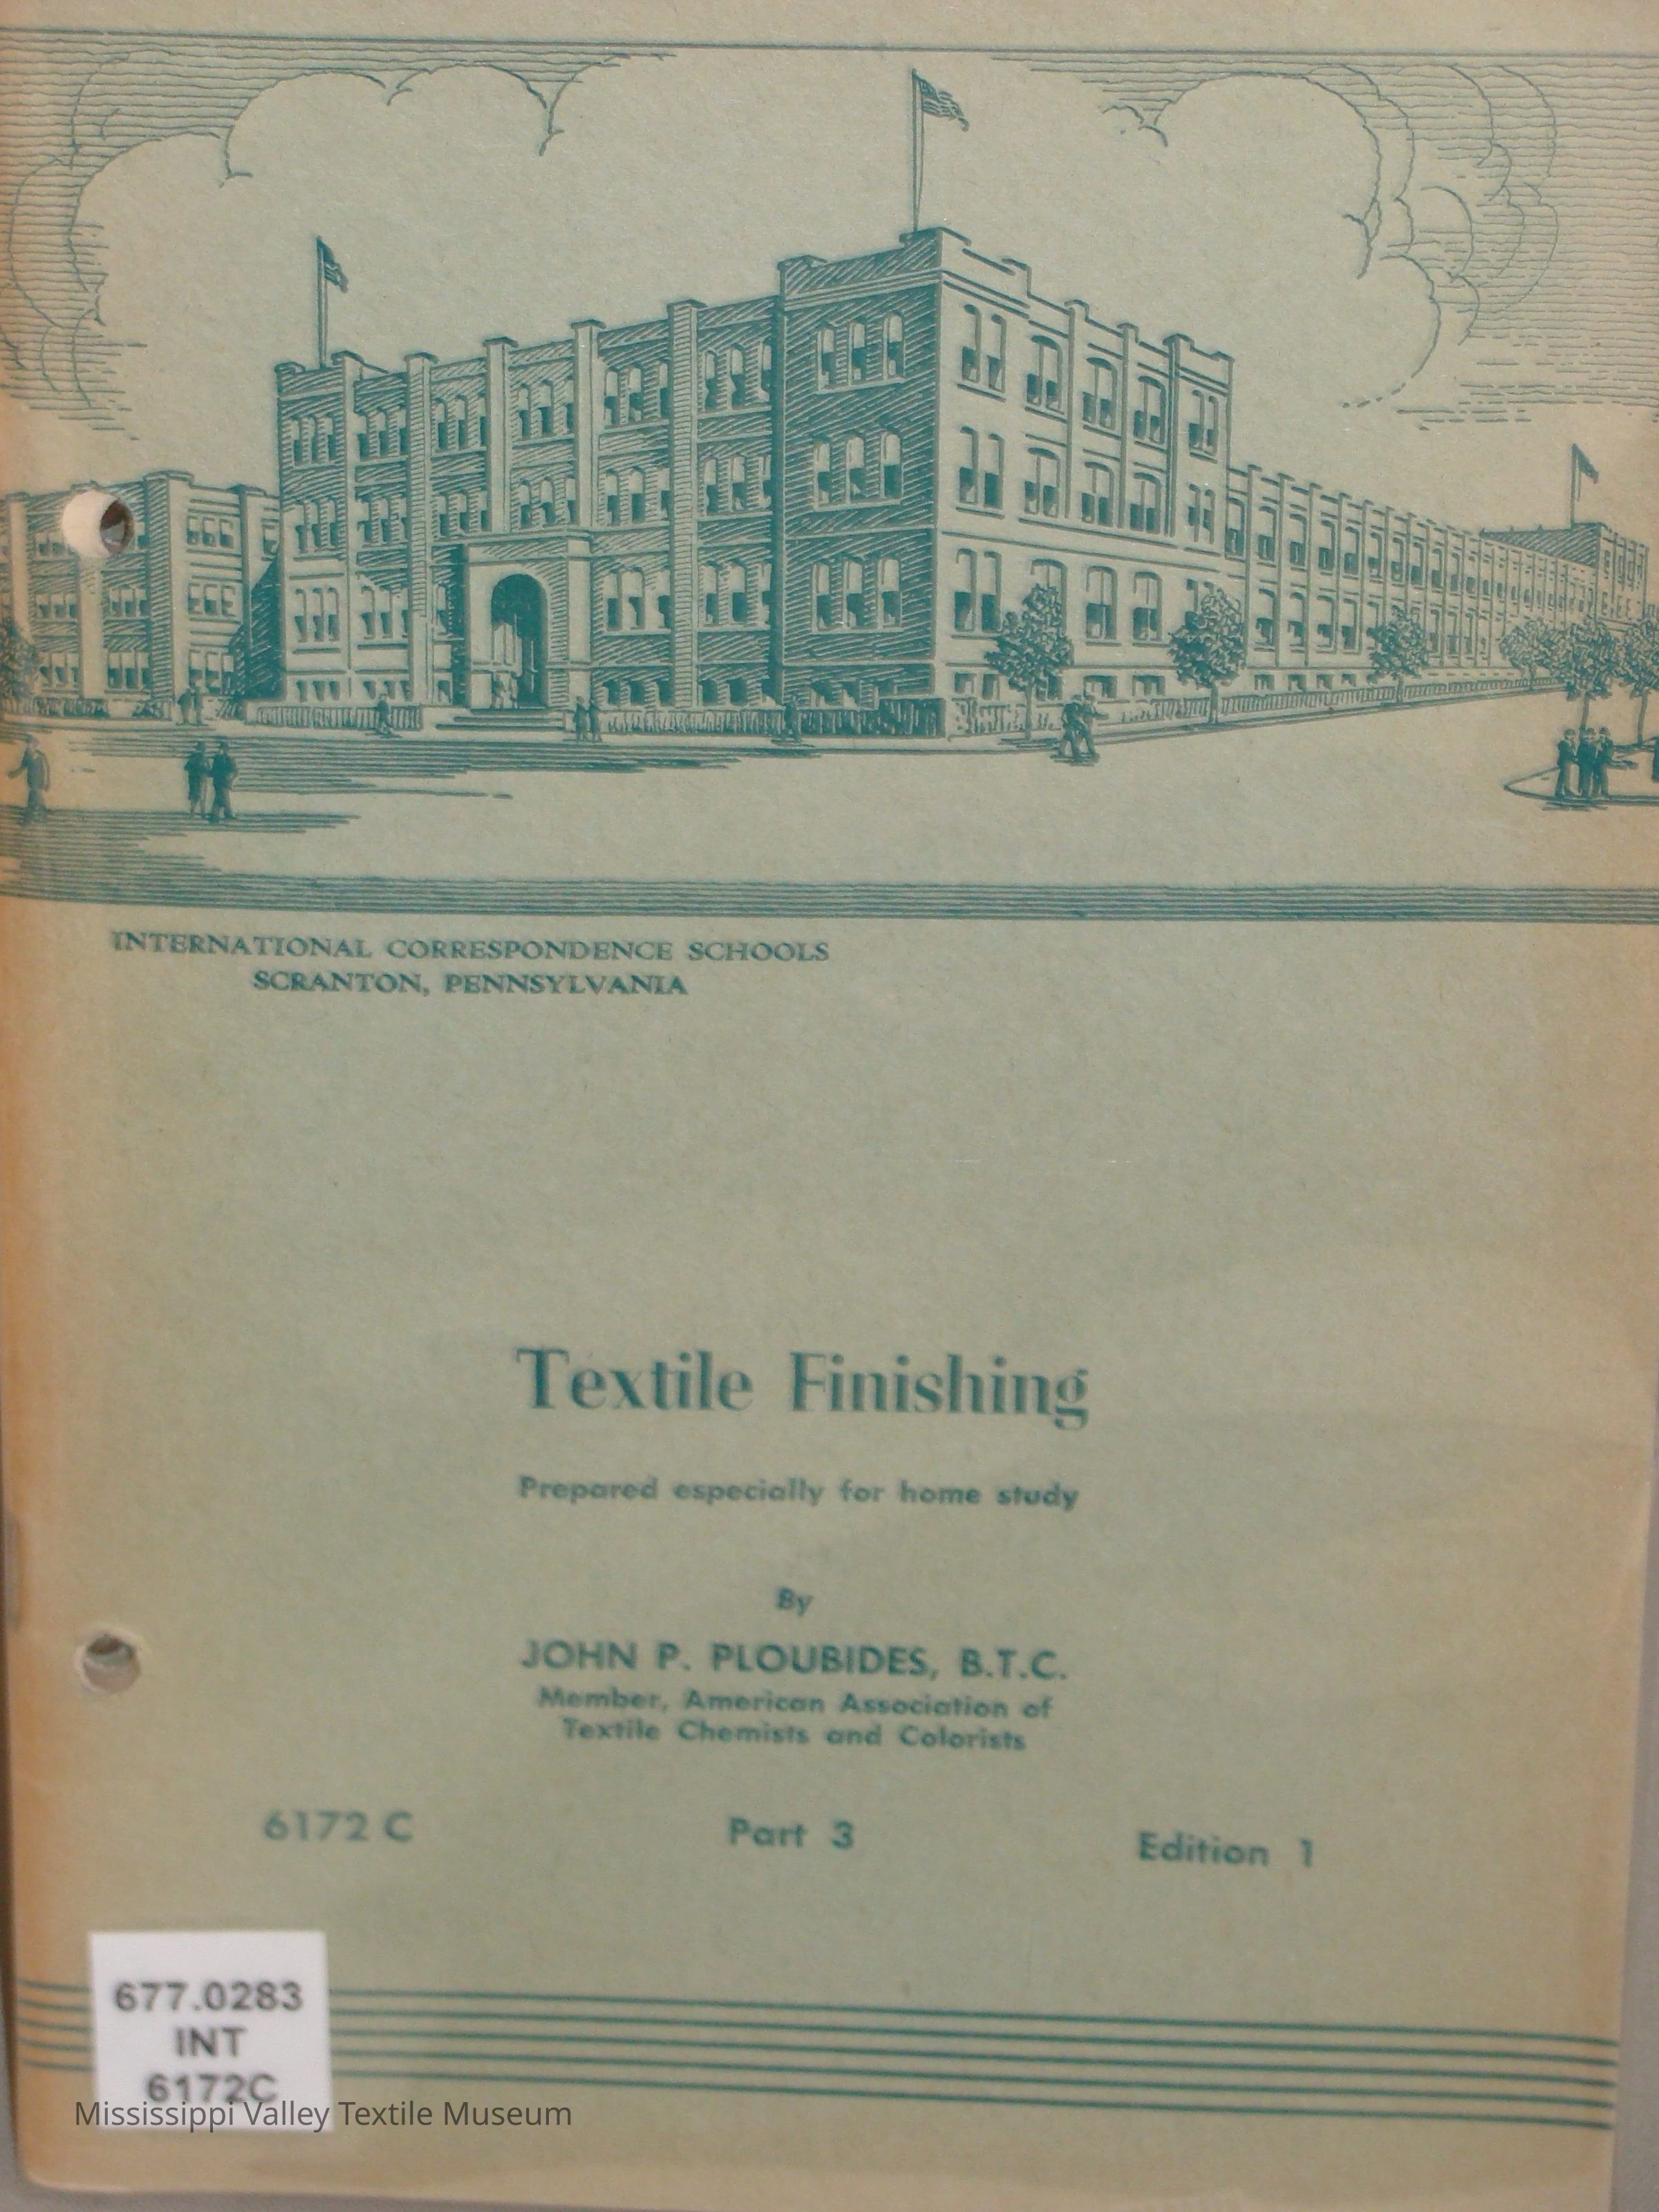 INTERNATIONAL CORRESPONDENCE SCHOOLS
SCRANTON, PENNSYLVANIA
Textile Finishing
Prepared especially for home study
By
JOHN P. PLOUBIDES, B.T.C.
Member, American Association of
Textile Chemists and Colorists
6172 C Part 3 Edition 1
677.0283
INT
6172C
Mississippi Valley Textile Museum